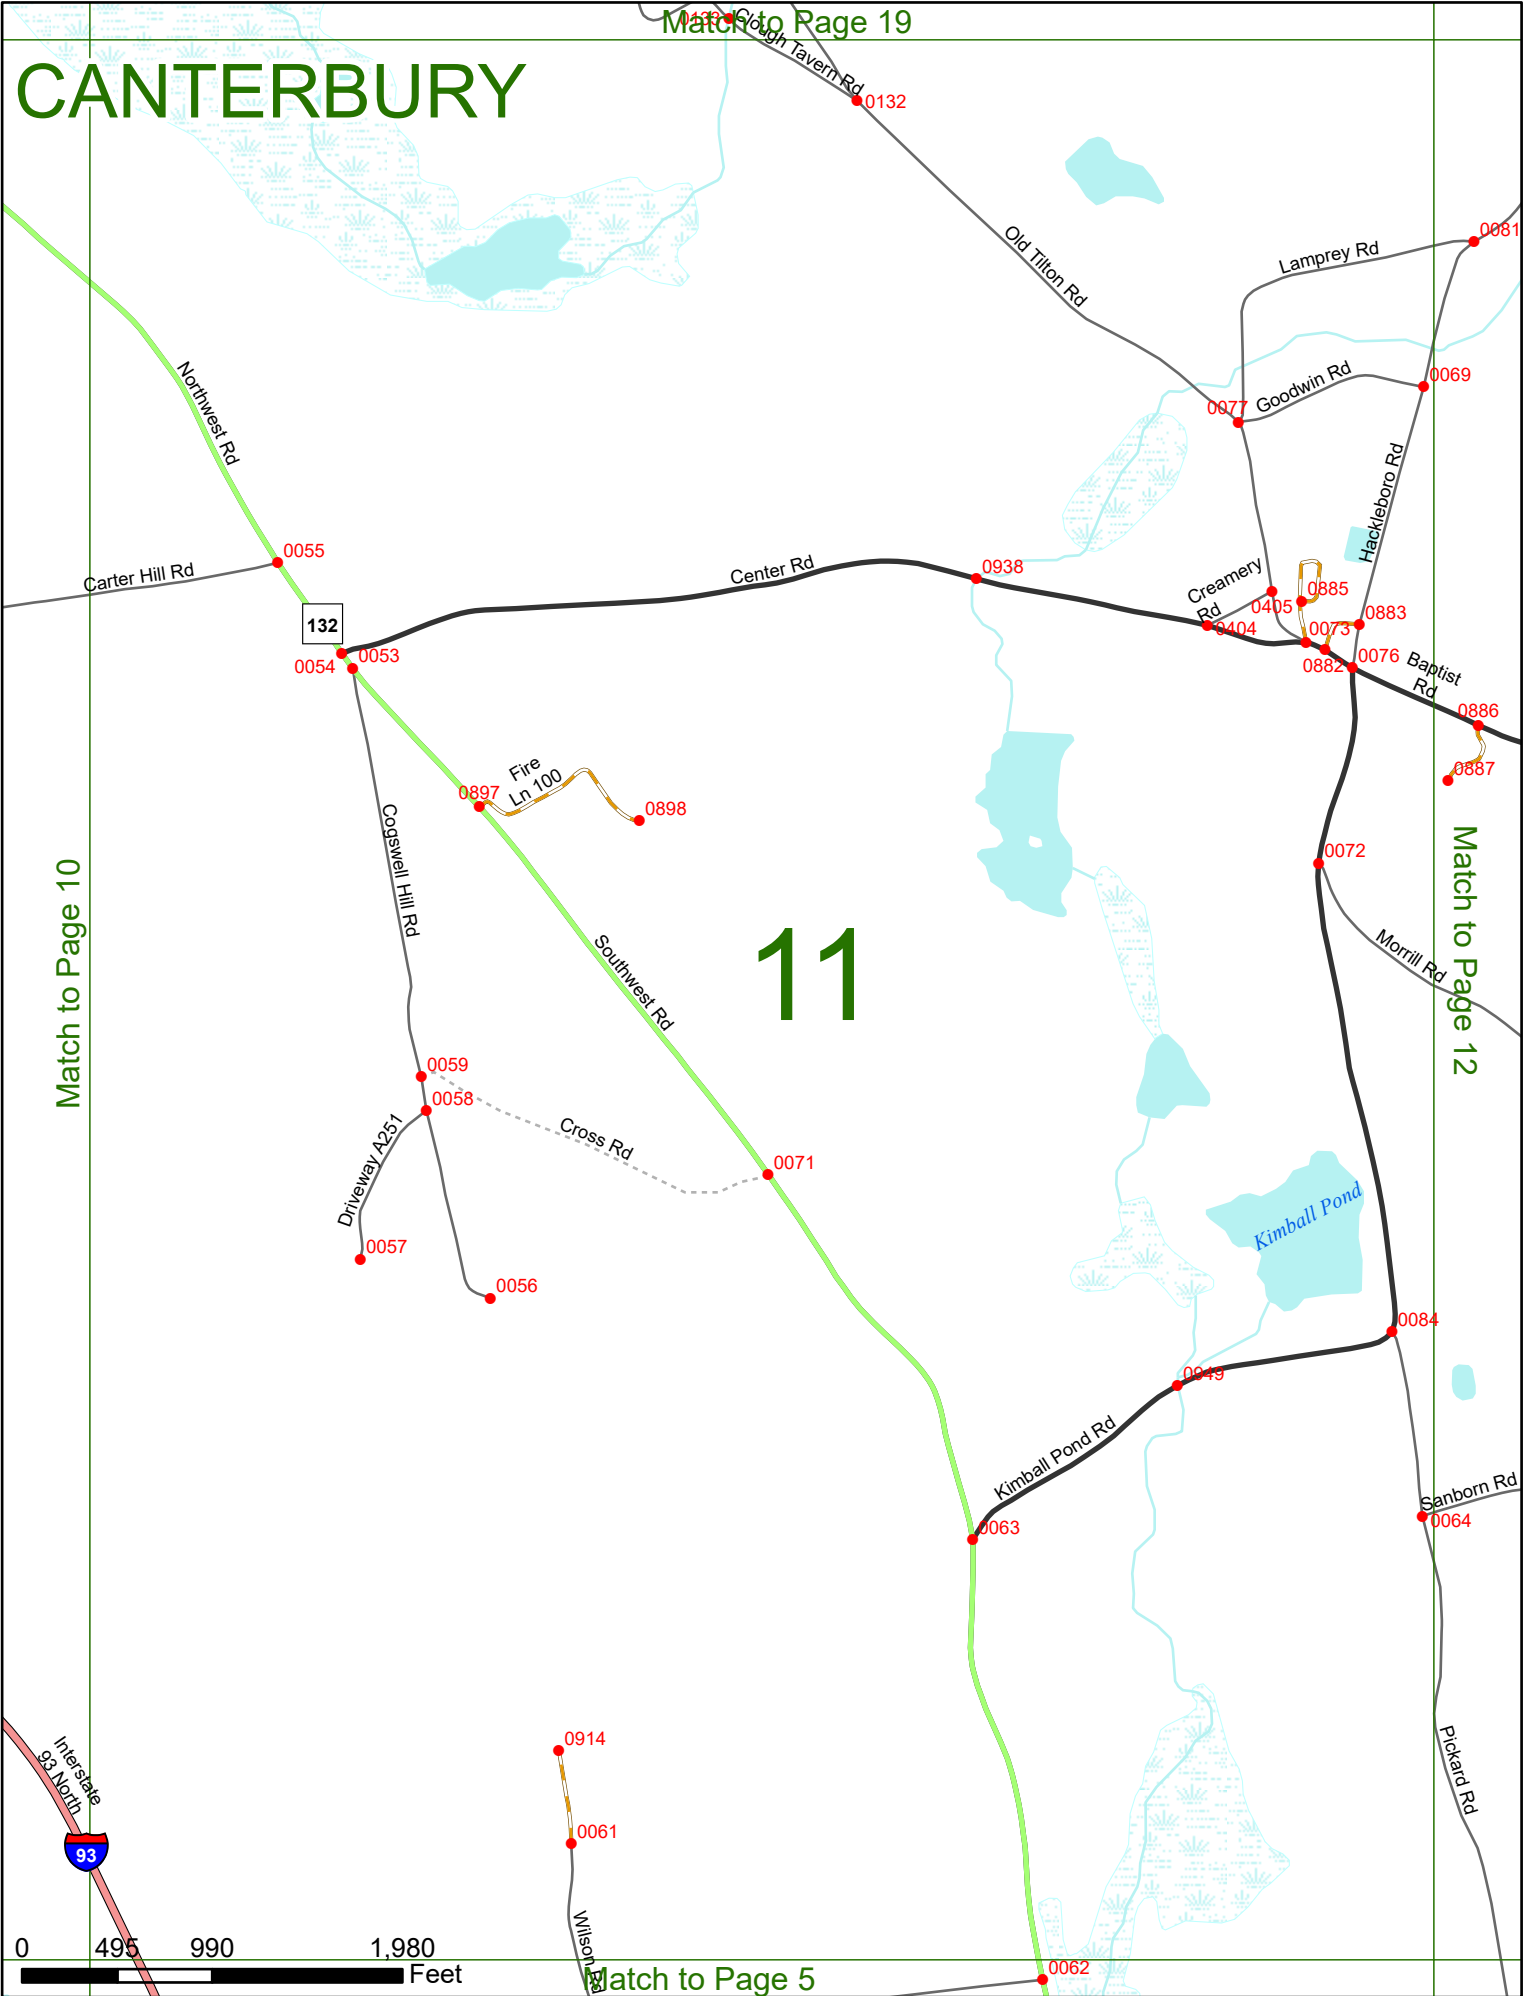 Match to Page 19
0133
Clough Tavern Rd
CANTERBURY
0132
Old Tilton Rd
0081
Lamprey Rd
Northwest Rd
0069
Goodwin Rd
0077
Hackleboro Rd
0055
Carter Hill Rd
Center Rd
0938
Creamery
Rd
0885
0405
0883
132
0404
0073
0054
0053
0882
0076
Baptist
Rd
0886
Fire
Ln 100
0897
0898
0887
Cogswell Hill Rd
0072
Match to Page 10
Southwest Rd
11
Morrill Rd
Match to Page 12
0059
0058
Driveway A251
Cross Rd
0071
Kimball Pond
0057
0056
0084
0949
Kimball Pond Rd
Sanborn Rd
0063
0064
Interstate
93 North
0914
Pickard Rd
0061
93
Wilson Rd
0 495 990 1,980
Feet
Match to Page 5
0062